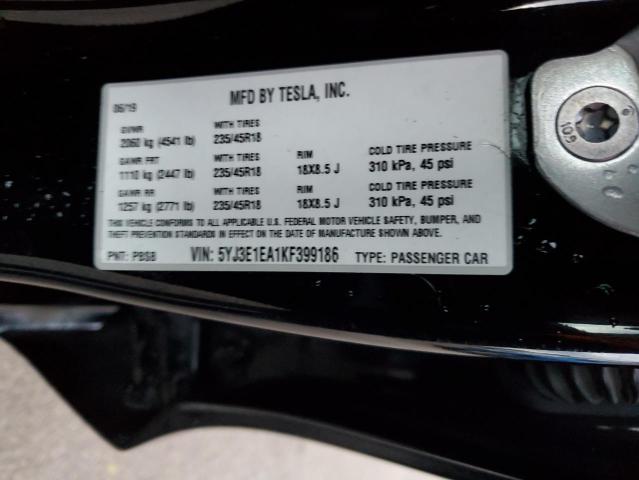 MFD BY TESLA, INC.
06/19
GVWR WITH TIRES
2060 kg (4541 lb) 235/45R18
GAWR FRT WITH TIRES RIM COLD TIRE PRESSURE
1110 kg (2447 lb) 235/45R18 18X8.5 J 310 kPa, 45 psi
GAWR RR WITH TIRES RIM COLD TIRE PRESSURE
1257 kg (2771 lb) 235/45R18 18X8.5 J 310 kPa, 45 psi
THIS VEHICLE CONFORMS TO ALL APPLICABLE U.S. FEDERAL MOTOR VEHICLE SAFETY, BUMPER, AND
THEFT PREVENTION STANDARDS IN EFFECT ON THE DATE OF MANUFACTURE SHOWN ABOVE.
PNT: PBSB VIN: 5YJ3E1EA1KF399186 TYPE: PASSENGER CAR
10.9